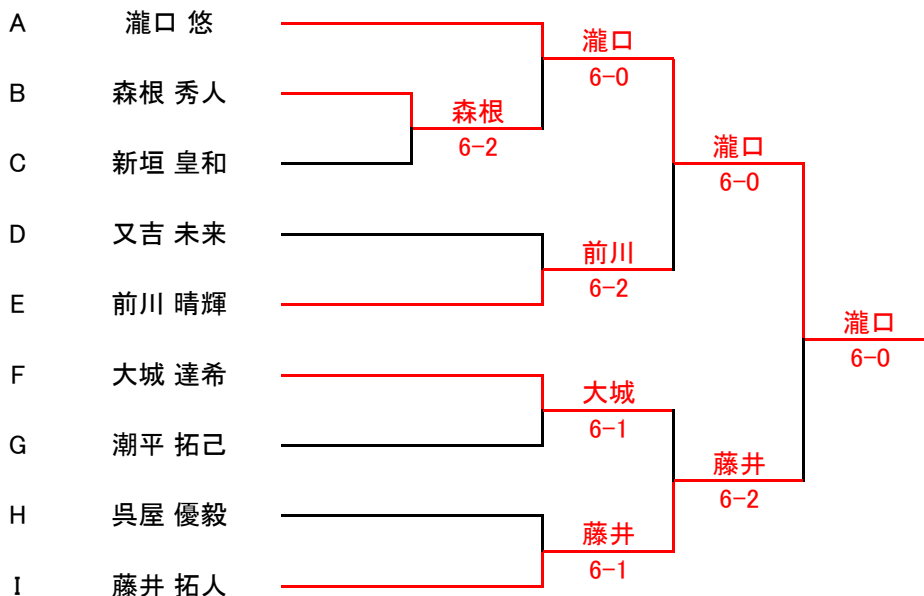 A 瀧口 悠
B 森根 秀人
C 新垣 皇和
D 又吉 未来
E 前川 晴輝
F 大城 達希
G 潮平 拓己
H 呉屋 優毅
I 藤井 拓人
森根
6-2
瀧口
6-0
前川
6-2
大城
6-1
藤井
6-1
瀧口
6-0
藤井
6-2
瀧口
6-0